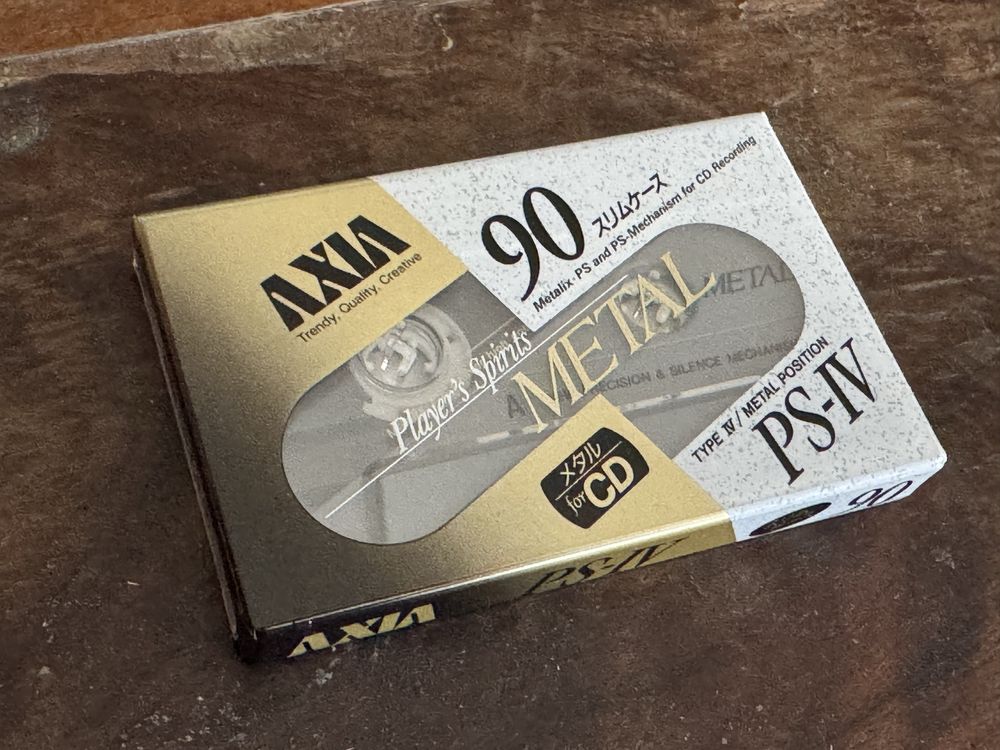 AXIA
Trendy, Quality, Creative
90
スリムケース
Metalix PS and PS-Mechanism for CD Recording
Player's Spirits
METAL
METAL
PRECISION & SILENCE MECHANISM
メタル
for CD
TYPE IV / METAL POSITION
PS-IV
AXIA
PS-IV
90